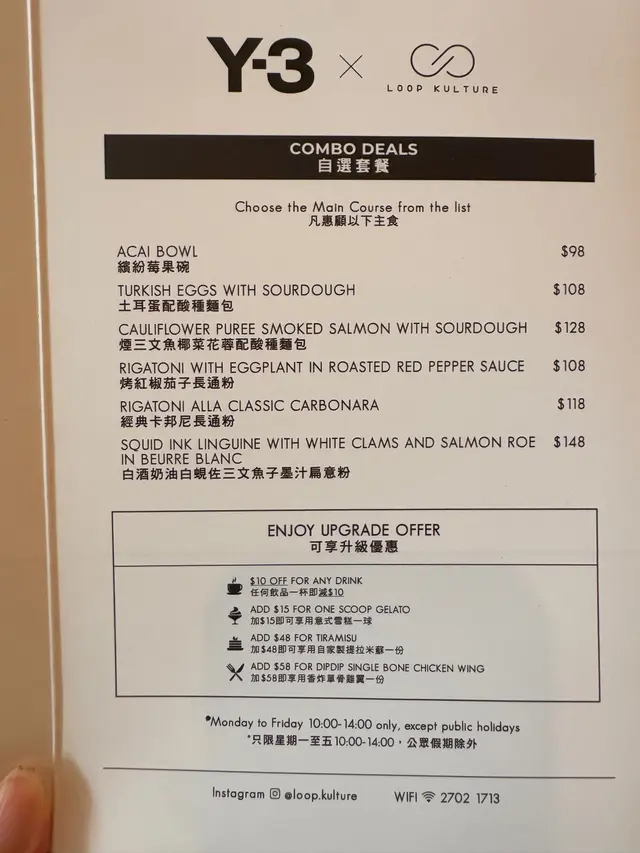 Y-3 × LOOP KULTURE
COMBO DEALS
自選套餐
Choose the Main Course from the list
凡惠顧以下主食
ACAI BOWL $98
繽紛莓果碗
TURKISH EGGS WITH SOURDOUGH $108
土耳蛋配酸種麵包
CAULIFLOWER PUREE SMOKED SALMON WITH SOURDOUGH $128
煙三文魚椰菜花蓉配酸種麵包
RIGATONI WITH EGGPLANT IN ROASTED RED PEPPER SAUCE $108
烤紅椒茄子長通粉
RIGATONI ALLA CLASSIC CARBONARA $118
經典卡邦尼長通粉
SQUID INK LINGUINE WITH WHITE CLAMS AND SALMON ROE $148
IN BEURRE BLANC
白酒奶油白蜆佐三文魚子墨汁扁意粉
ENJOY UPGRADE OFFER
可享升級優惠
$10 OFF FOR ANY DRINK
任何飲品一杯即減$10
ADD $15 FOR ONE SCOOP GELATO
加$15即可享用意式雪糕一球
ADD $48 FOR TIRAMISU
加$48即可享用自家製提拉米蘇一份
ADD $58 FOR DIPDIP SINGLE BONE CHICKEN WING
加$58即享用香炸單骨雞翼一份
*Monday to Friday 10:00-14:00 only, except public holidays
*只限星期一至五10:00-14:00，公眾假期除外
Instagram @loop.kulture WIFI 2702 1713